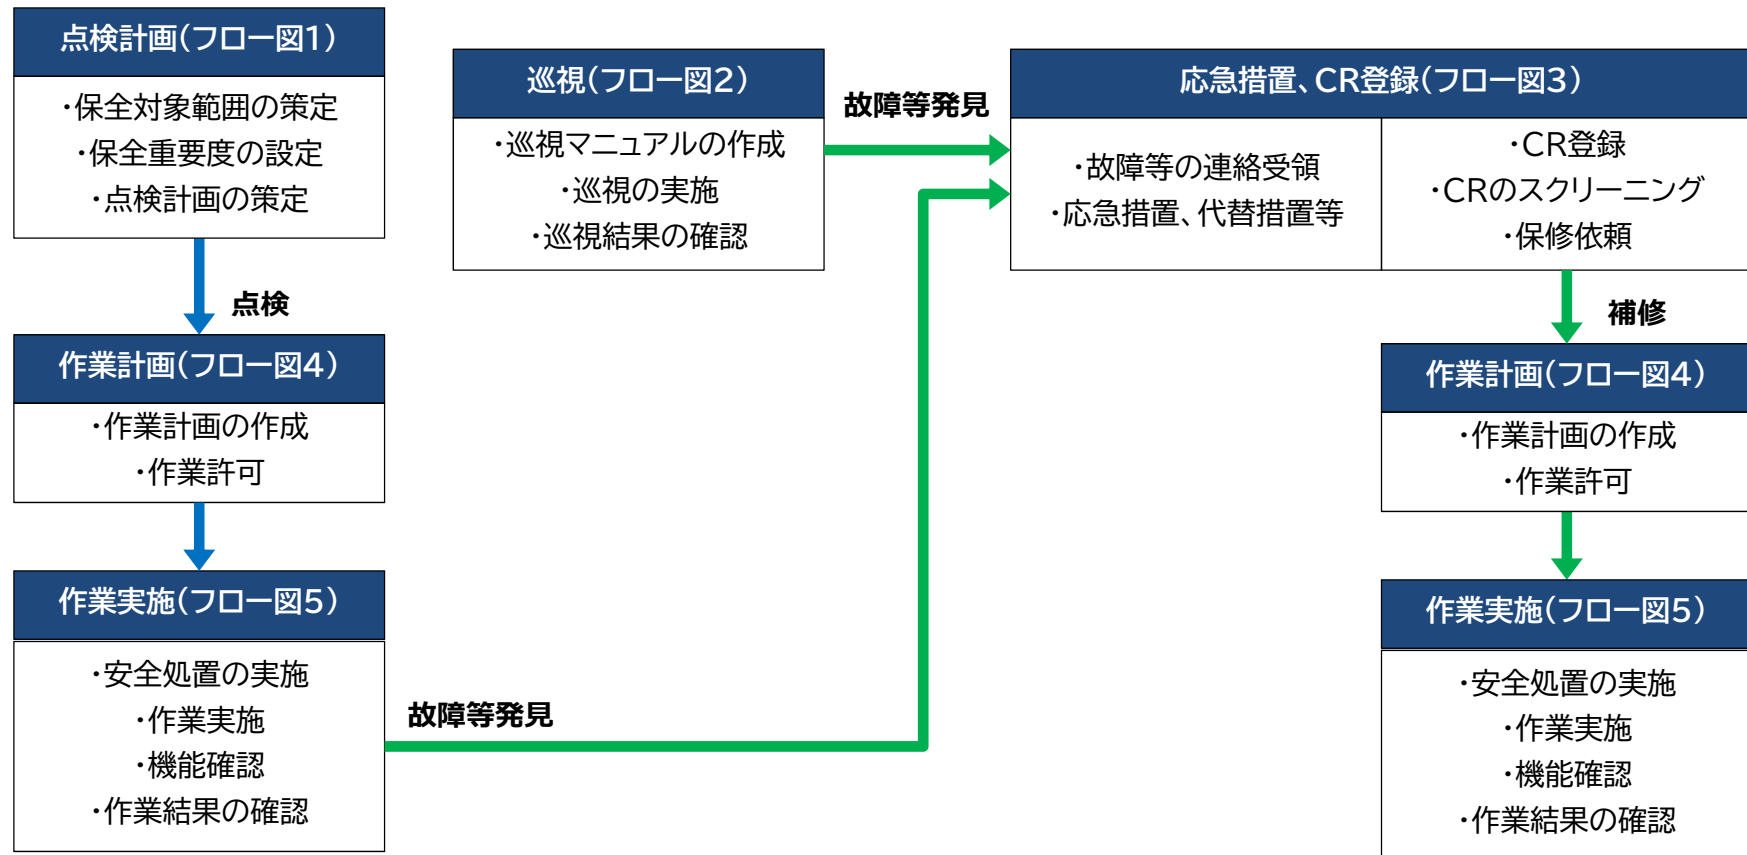 点検計画(フロー図1)
・保全対象範囲の策定
・保全重要度の設定
・点検計画の策定
点検
作業計画(フロー図4)
・作業計画の作成
・作業許可
作業実施(フロー図5)
・安全処置の実施
・作業実施
・機能確認
・作業結果の確認
故障等発見
巡視(フロー図2)
・巡視マニュアルの作成
・巡視の実施
・巡視結果の確認
故障等発見
応急措置、CR登録(フロー図3)
・故障等の連絡受領
・応急措置、代替措置等
・CR登録
・CRのスクリーニング
・保修依頼
補修
作業計画(フロー図4)
・作業計画の作成
・作業許可
作業実施(フロー図5)
・安全処置の実施
・作業実施
・機能確認
・作業結果の確認